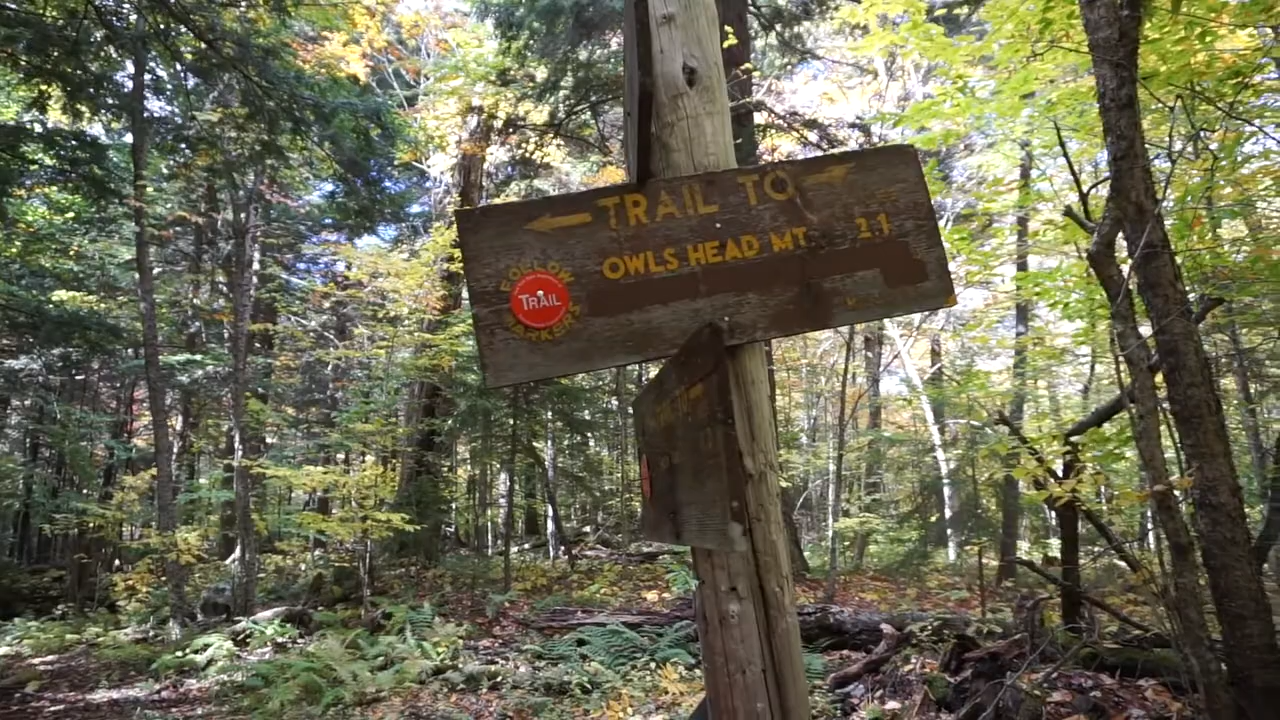 TRAIL TO
OWLS HEAD MT. 2.1
FOLLOW
TRAIL
MARKERS